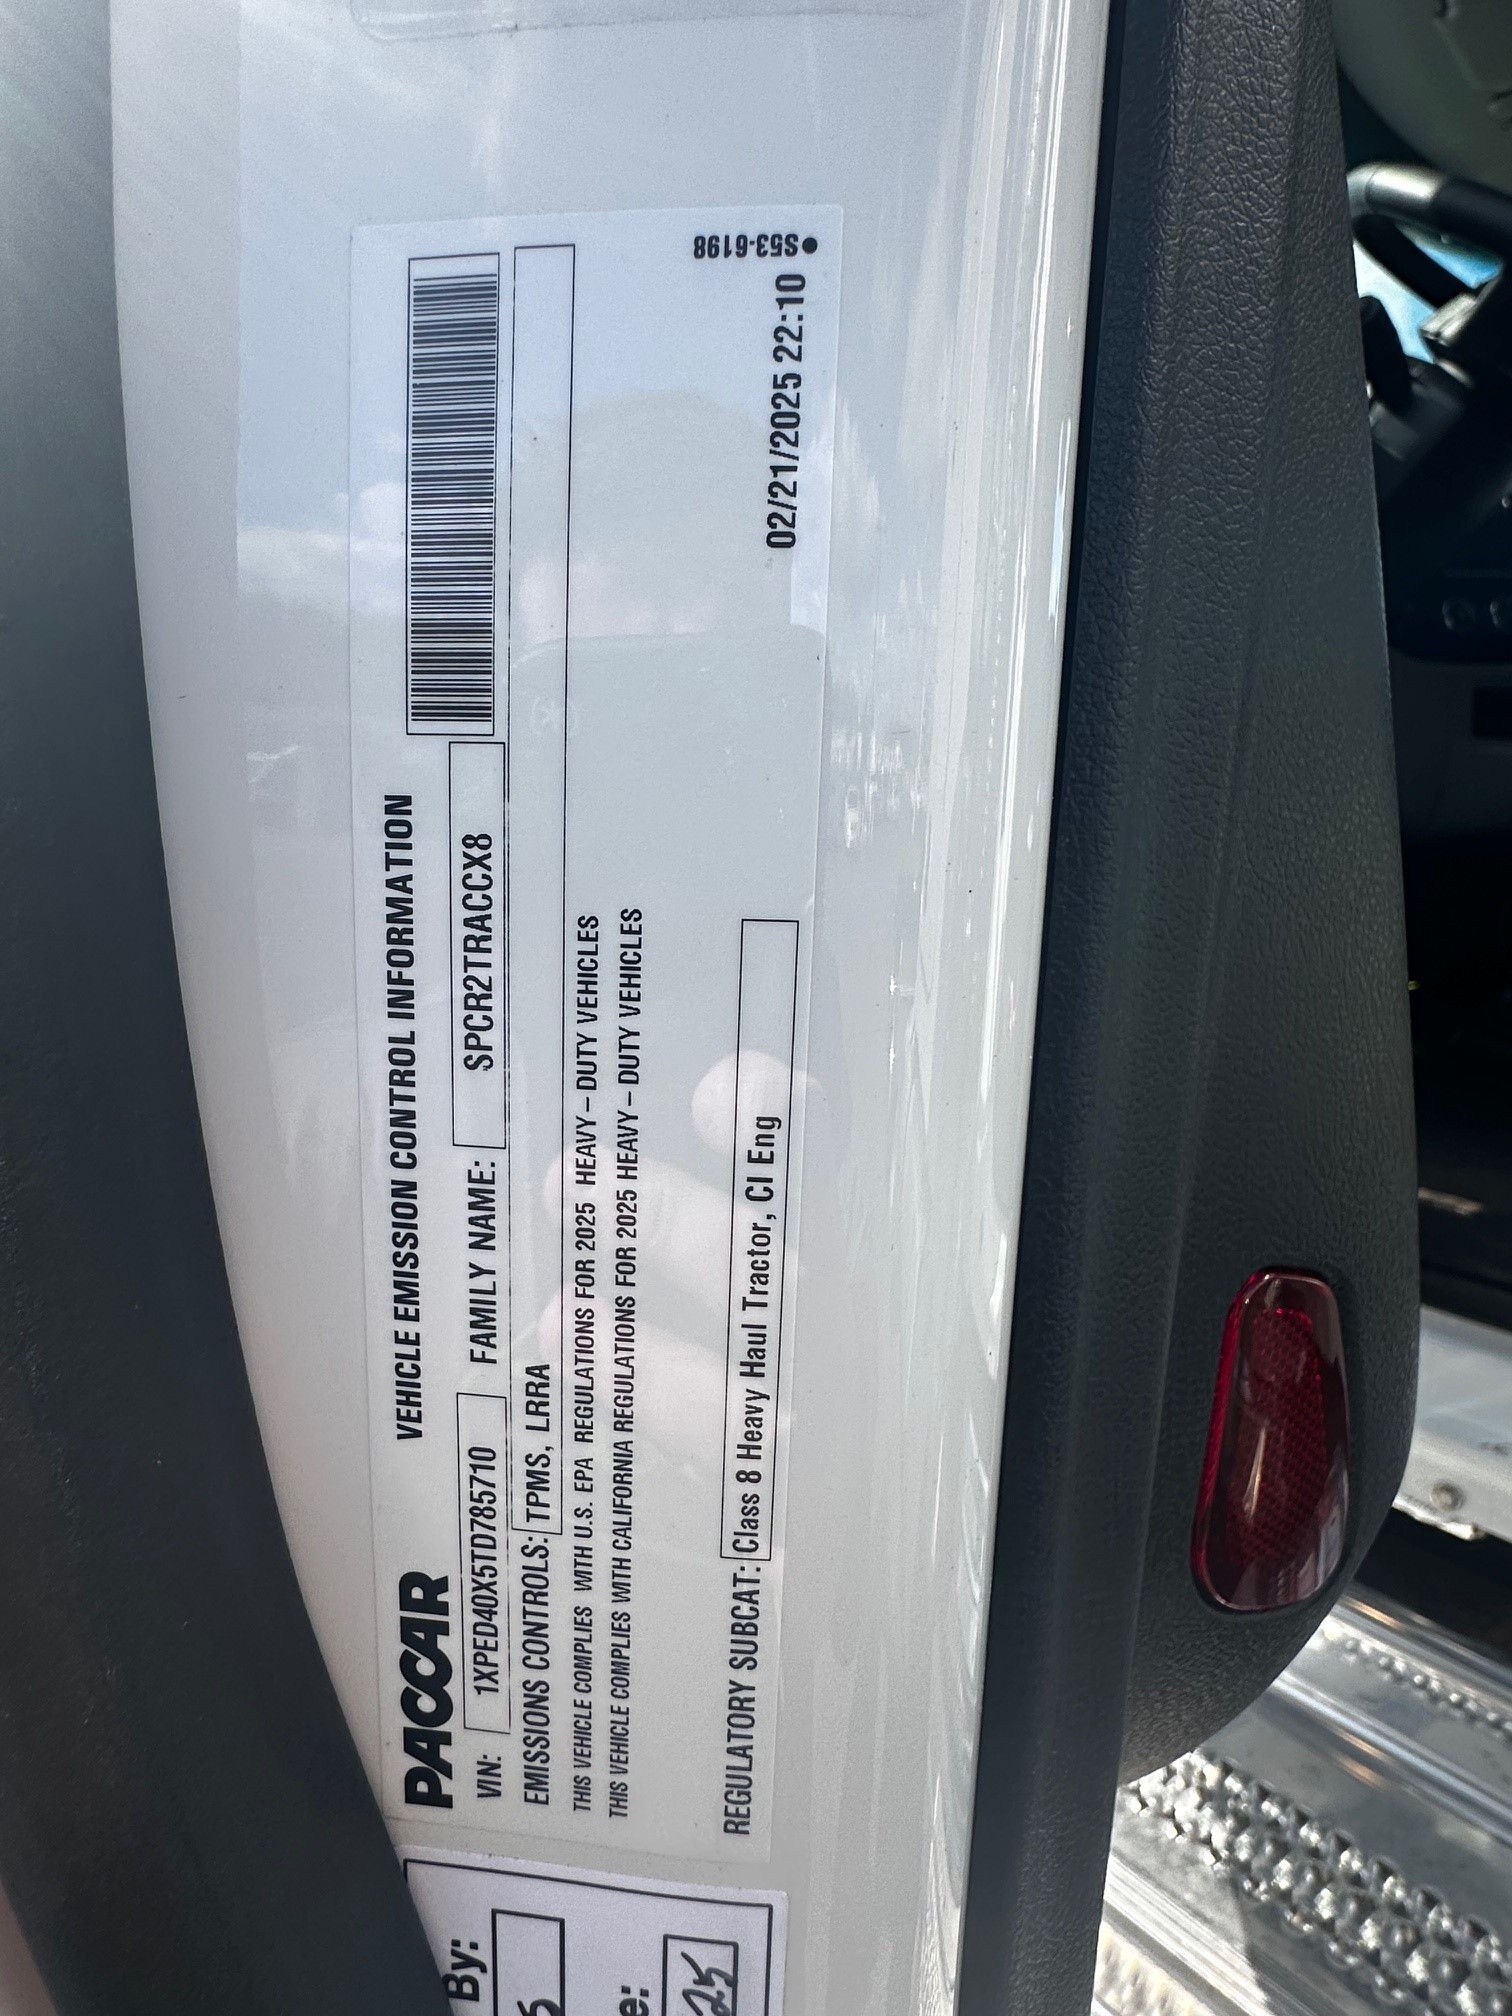 PACCAR VEHICLE EMISSION CONTROL INFORMATION
VIN: 1XPED40X5TD785710 FAMILY NAME: SPCR2TRACCX8
EMISSIONS CONTROLS: TPMS, LRRA
THIS VEHICLE COMPLIES WITH U.S. EPA REGULATIONS FOR 2025 HEAVY-DUTY VEHICLES
THIS VEHICLE COMPLIES WITH CALIFORNIA REGULATIONS FOR 2025 HEAVY-DUTY VEHICLES
REGULATORY SUBCAT: Class 8 Heavy Haul Tractor, CI Eng
02/21/2025 22:10
●S53-6198
By:
25